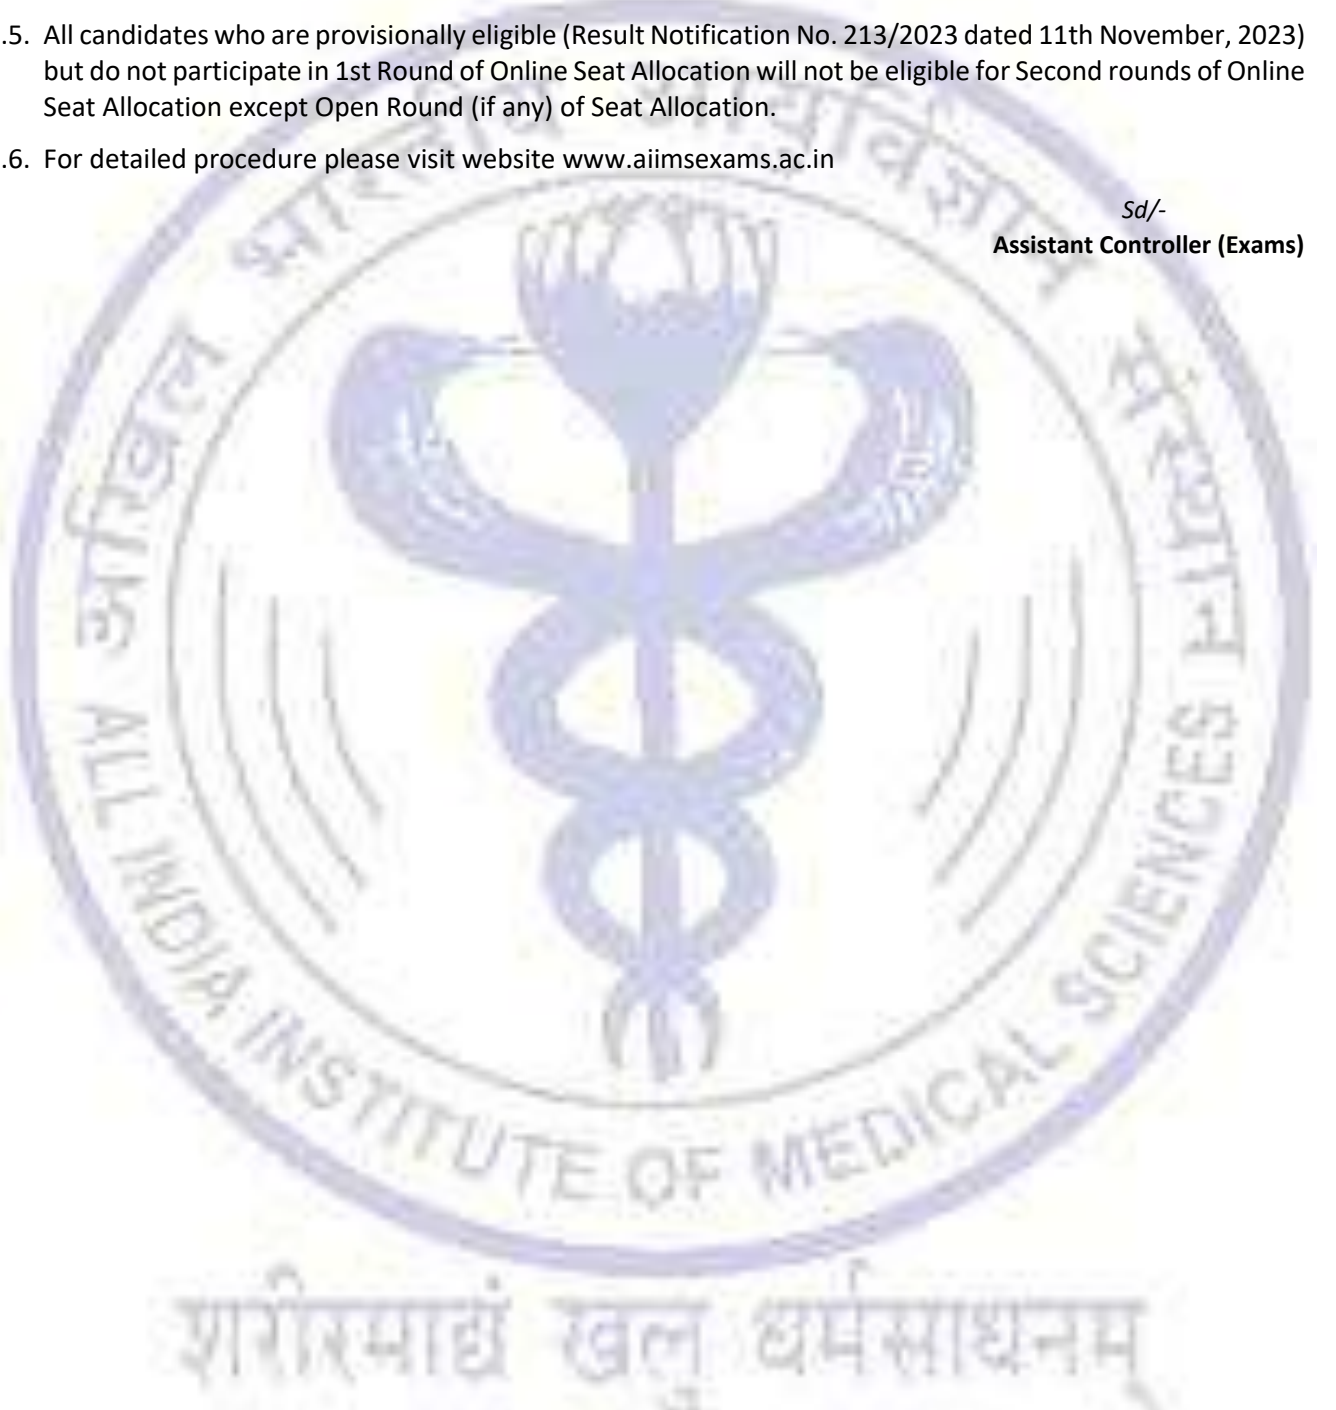 .5. All candidates who are provisionally eligible (Result Notification No. 213/2023 dated 11th November, 2023)
but do not participate in 1st Round of Online Seat Allocation will not be eligible for Second rounds of Online
Seat Allocation except Open Round (if any) of Seat Allocation.
.6. For detailed procedure please visit website www.aiimsexams.ac.in
Sd/-
Assistant Controller (Exams)
अखिल भारतीय आयुर्विज्ञान संस्थान
ALL INDIA INSTITUTE OF MEDICAL SCIENCES
शरीरमाद्यं खलु धर्मसाधनम्